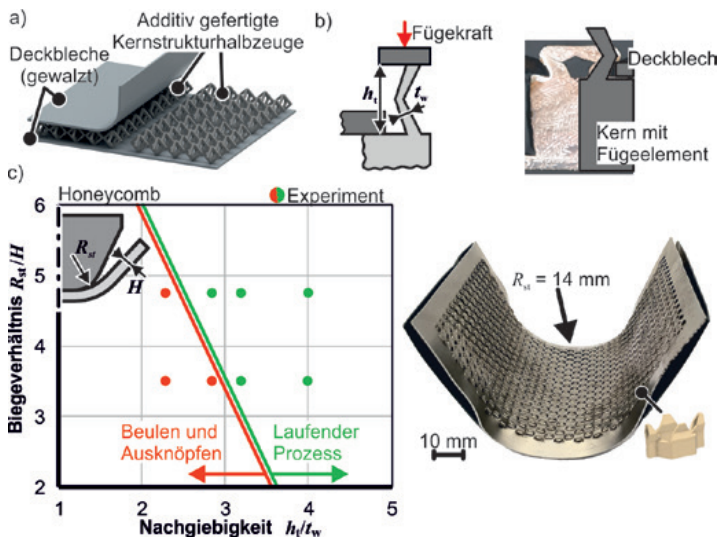 a)
Additiv gefertigte
Kernstrukturhalbzeuge
Deckbleche
(gewalzt)
b)
Fügekraft
hₜ
t_w
Deckblech
Kern mit
Fügeelement
c)
Honeycomb
Experiment
Biegeverhältnis R_st/H
6
5
4
3
2
R_st
H
Beulen und
Ausknöpfen
Laufender
Prozess
1
2
3
4
5
Nachgiebigkeit hₜ/t_w
R_st = 14 mm
10 mm